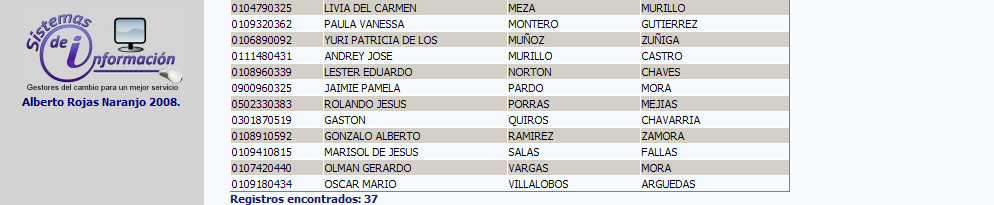 Sistemas
de
información
Gestores del cambio para un mejor servicio
Alberto Rojas Naranjo 2008.
0104790325 LIVIA DEL CARMEN MEZA MURILLO
0109320362 PAULA VANESSA MONTERO GUTIERREZ
0106890092 YURI PATRICIA DE LOS MUÑOZ ZUÑIGA
0111480431 ANDREY JOSE MURILLO CASTRO
0108960339 LESTER EDUARDO NORTON CHAVES
0900960325 JAIMIE PAMELA PARDO MORA
0502330383 ROLANDO JESUS PORRAS MEJIAS
0301870519 GASTON QUIROS CHAVARRIA
0108910592 GONZALO ALBERTO RAMIREZ ZAMORA
0109410815 MARISOL DE JESUS SALAS FALLAS
0107420440 OLMAN GERARDO VARGAS MORA
0109180434 OSCAR MARIO VILLALOBOS ARGUEDAS
Registros encontrados: 37